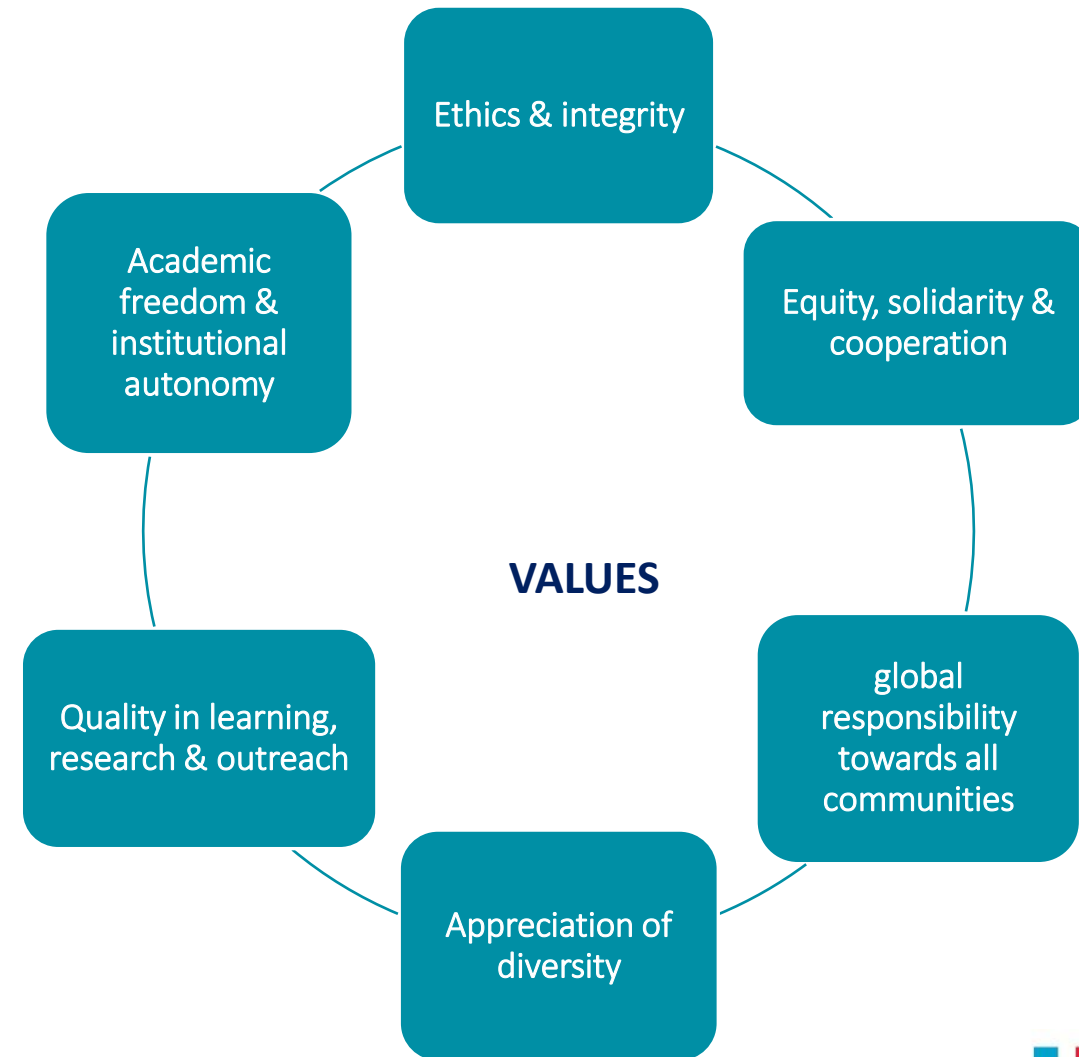 Ethics & integrity
Equity, solidarity &
cooperation
global
responsibility
towards all
communities
Appreciation of
diversity
Quality in learning,
research & outreach
Academic
freedom &
institutional
autonomy
VALUES